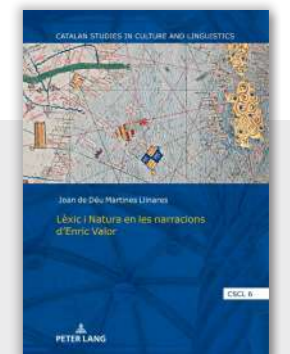 CATALAN STUDIES IN CULTURE AND LINGUISTICS
Joan de Déu Martines Llinares
Lèxic i Natura en les narracions
d'Enric Valor
CSCL 6
PETER LANG